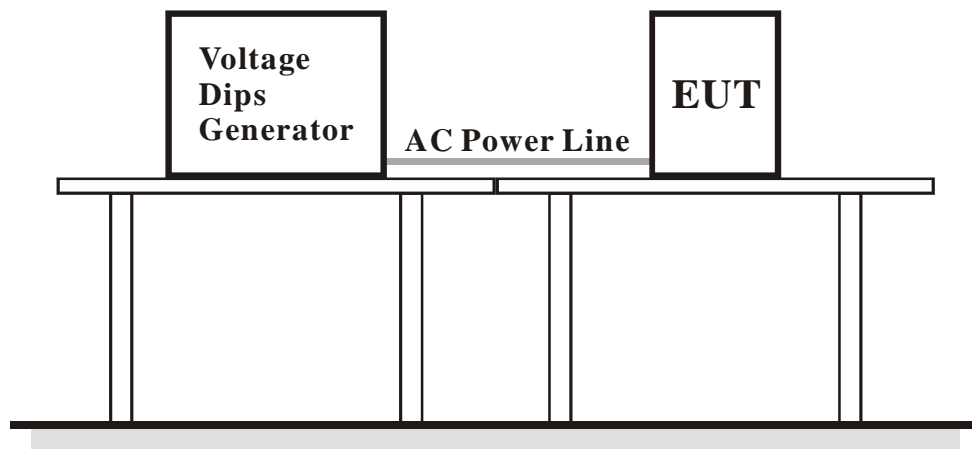 Voltage
Dips
Generator
AC Power Line
EUT